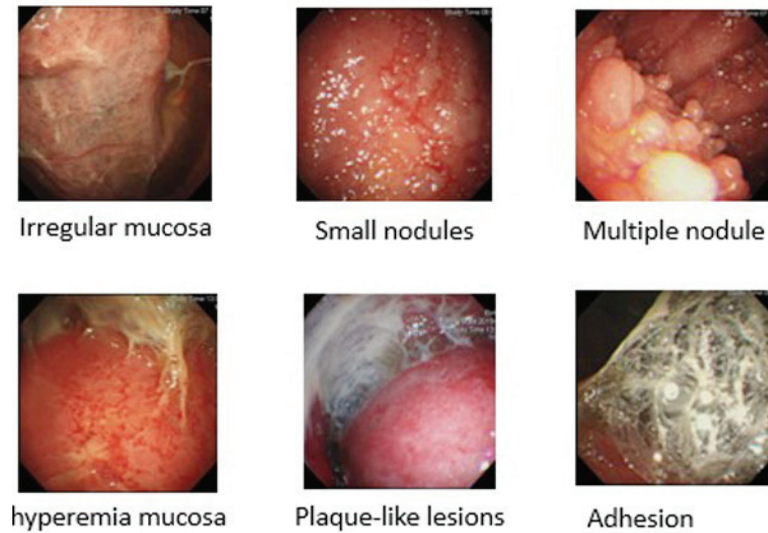 Irregular mucosa
Small nodules
Multiple nodule
hyperemia mucosa
Plaque-like lesions
Adhesion